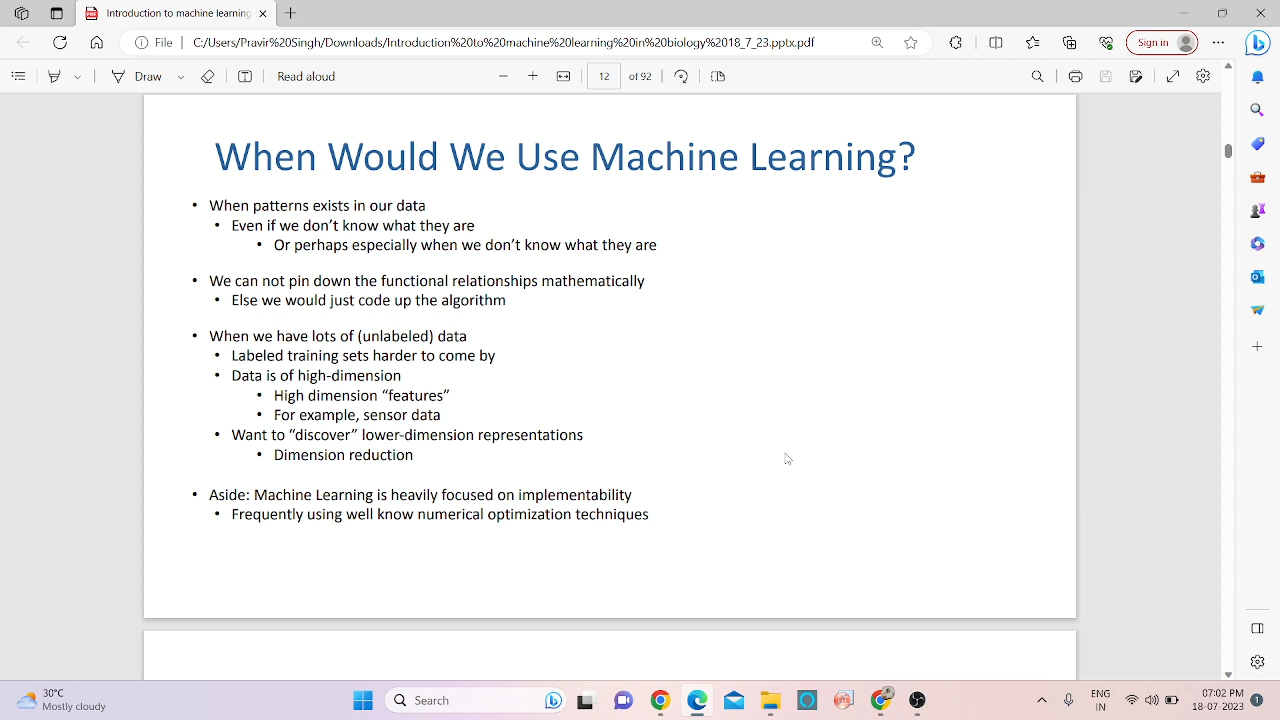 Introduction to machine learning
File
C:/Users/Pravir%20Singh/Downloads/Introduction%20to%20machine%20learning%20in%20biology%2018_7_23.pptx.pdf
Sign in
Draw
Read aloud
12 of 92
When Would We Use Machine Learning?
• When patterns exists in our data
• Even if we don't know what they are
• Or perhaps especially when we don't know what they are
• We can not pin down the functional relationships mathematically
• Else we would just code up the algorithm
• When we have lots of (unlabeled) data
• Labeled training sets harder to come by
• Data is of high-dimension
• High dimension “features”
• For example, sensor data
• Want to “discover” lower-dimension representations
• Dimension reduction
• Aside: Machine Learning is heavily focused on implementability
• Frequently using well know numerical optimization techniques
30°C
Mostly cloudy
Search
ENG
IN
07:02 PM
18-07-2023
1